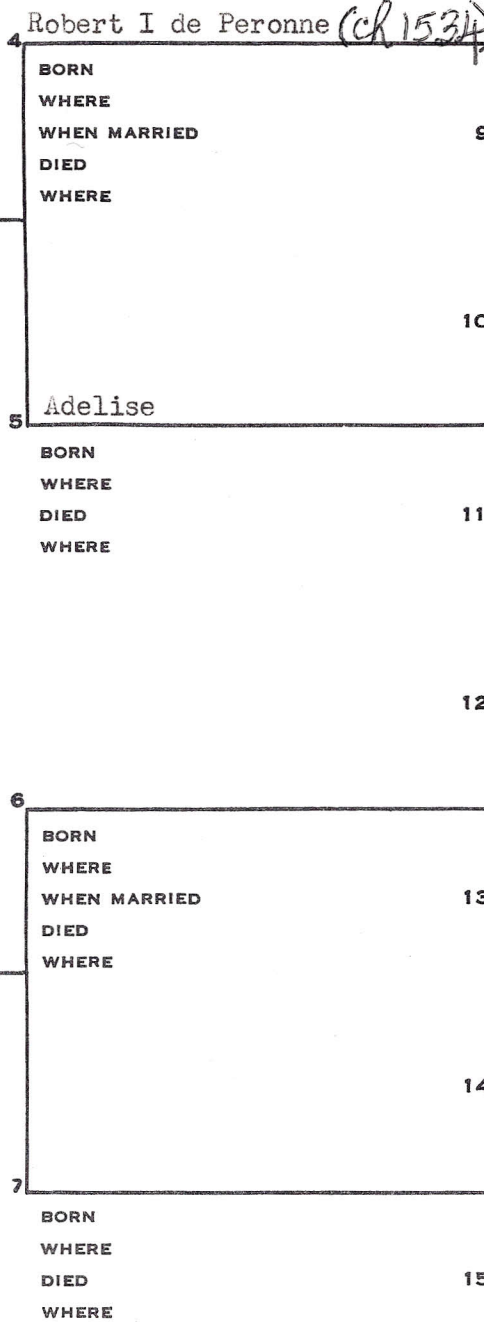 Robert I de Peronne (ch 1534)
4
BORN
WHERE
WHEN MARRIED
9
DIED
WHERE
10
Adelise
5
BORN
WHERE
DIED
11
WHERE
12
6
BORN
WHERE
WHEN MARRIED
13
DIED
WHERE
14
7
BORN
WHERE
DIED
15
WHERE